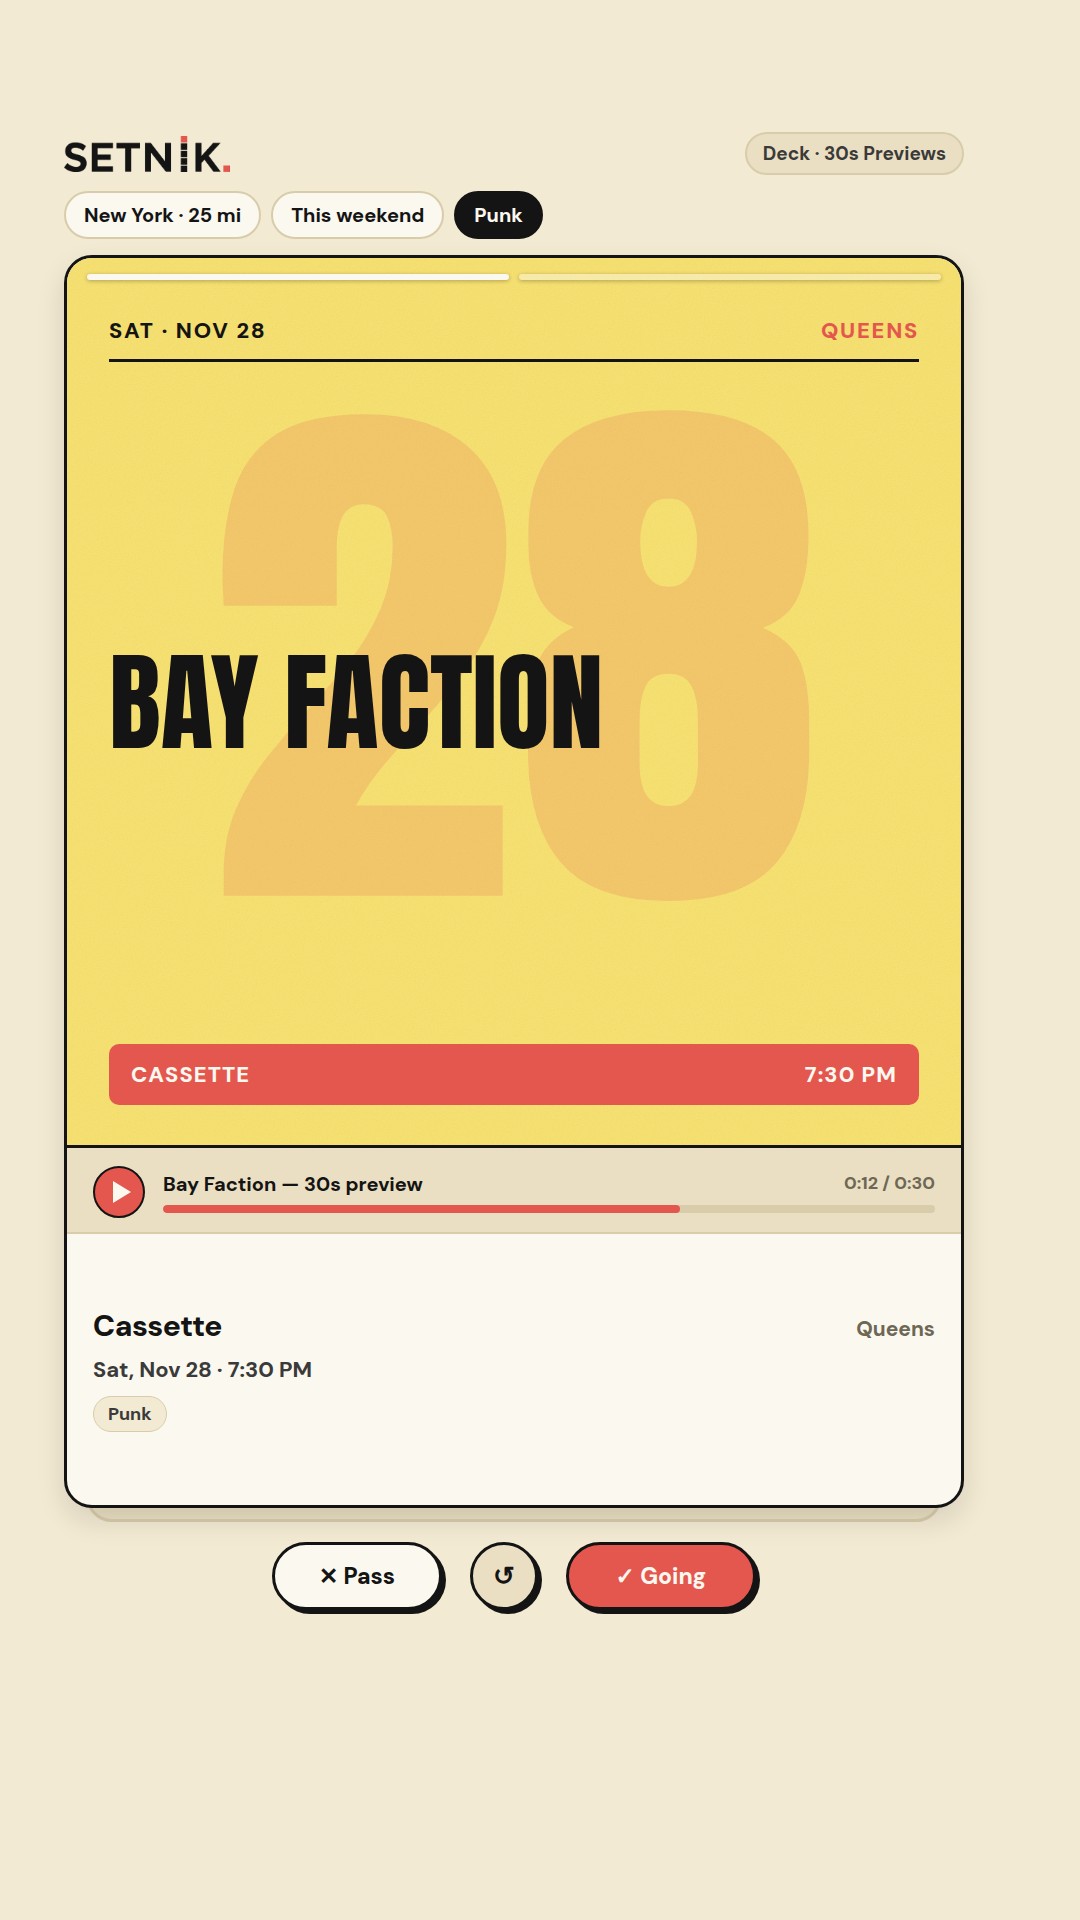 SETNIK.
Deck · 30s Previews
New York · 25 mi
This weekend
Punk
SAT · NOV 28
QUEENS
28
BAY FACTION
CASSETTE
7:30 PM
Bay Faction — 30s preview
0:12 / 0:30
Cassette
Queens
Sat, Nov 28 · 7:30 PM
Punk
✕ Pass
↺
✓ Going